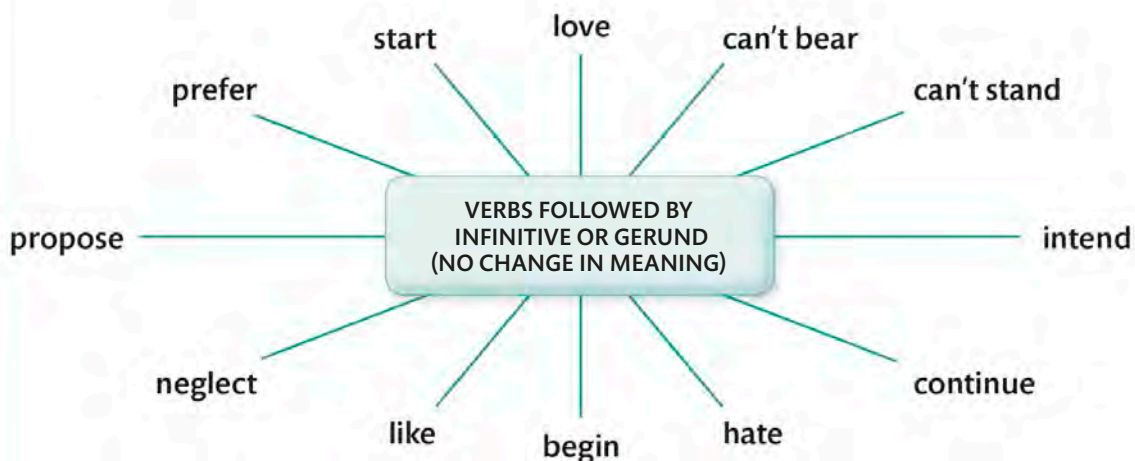 love
start
can't bear
prefer
can't stand
VERBS FOLLOWED BY
INFINITIVE OR GERUND
(NO CHANGE IN MEANING)
propose
intend
neglect
continue
like
begin
hate